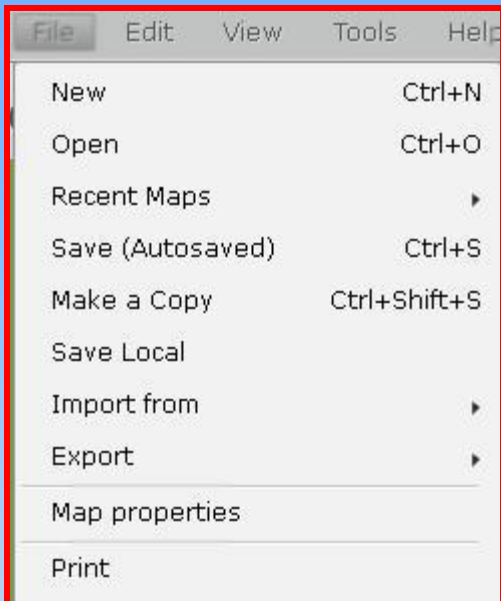 File Edit View Tools Help
New Ctrl+N
Open Ctrl+O
Recent Maps
Save (Autosaved) Ctrl+S
Make a Copy Ctrl+Shift+S
Save Local
Import from
Export
Map properties
Print